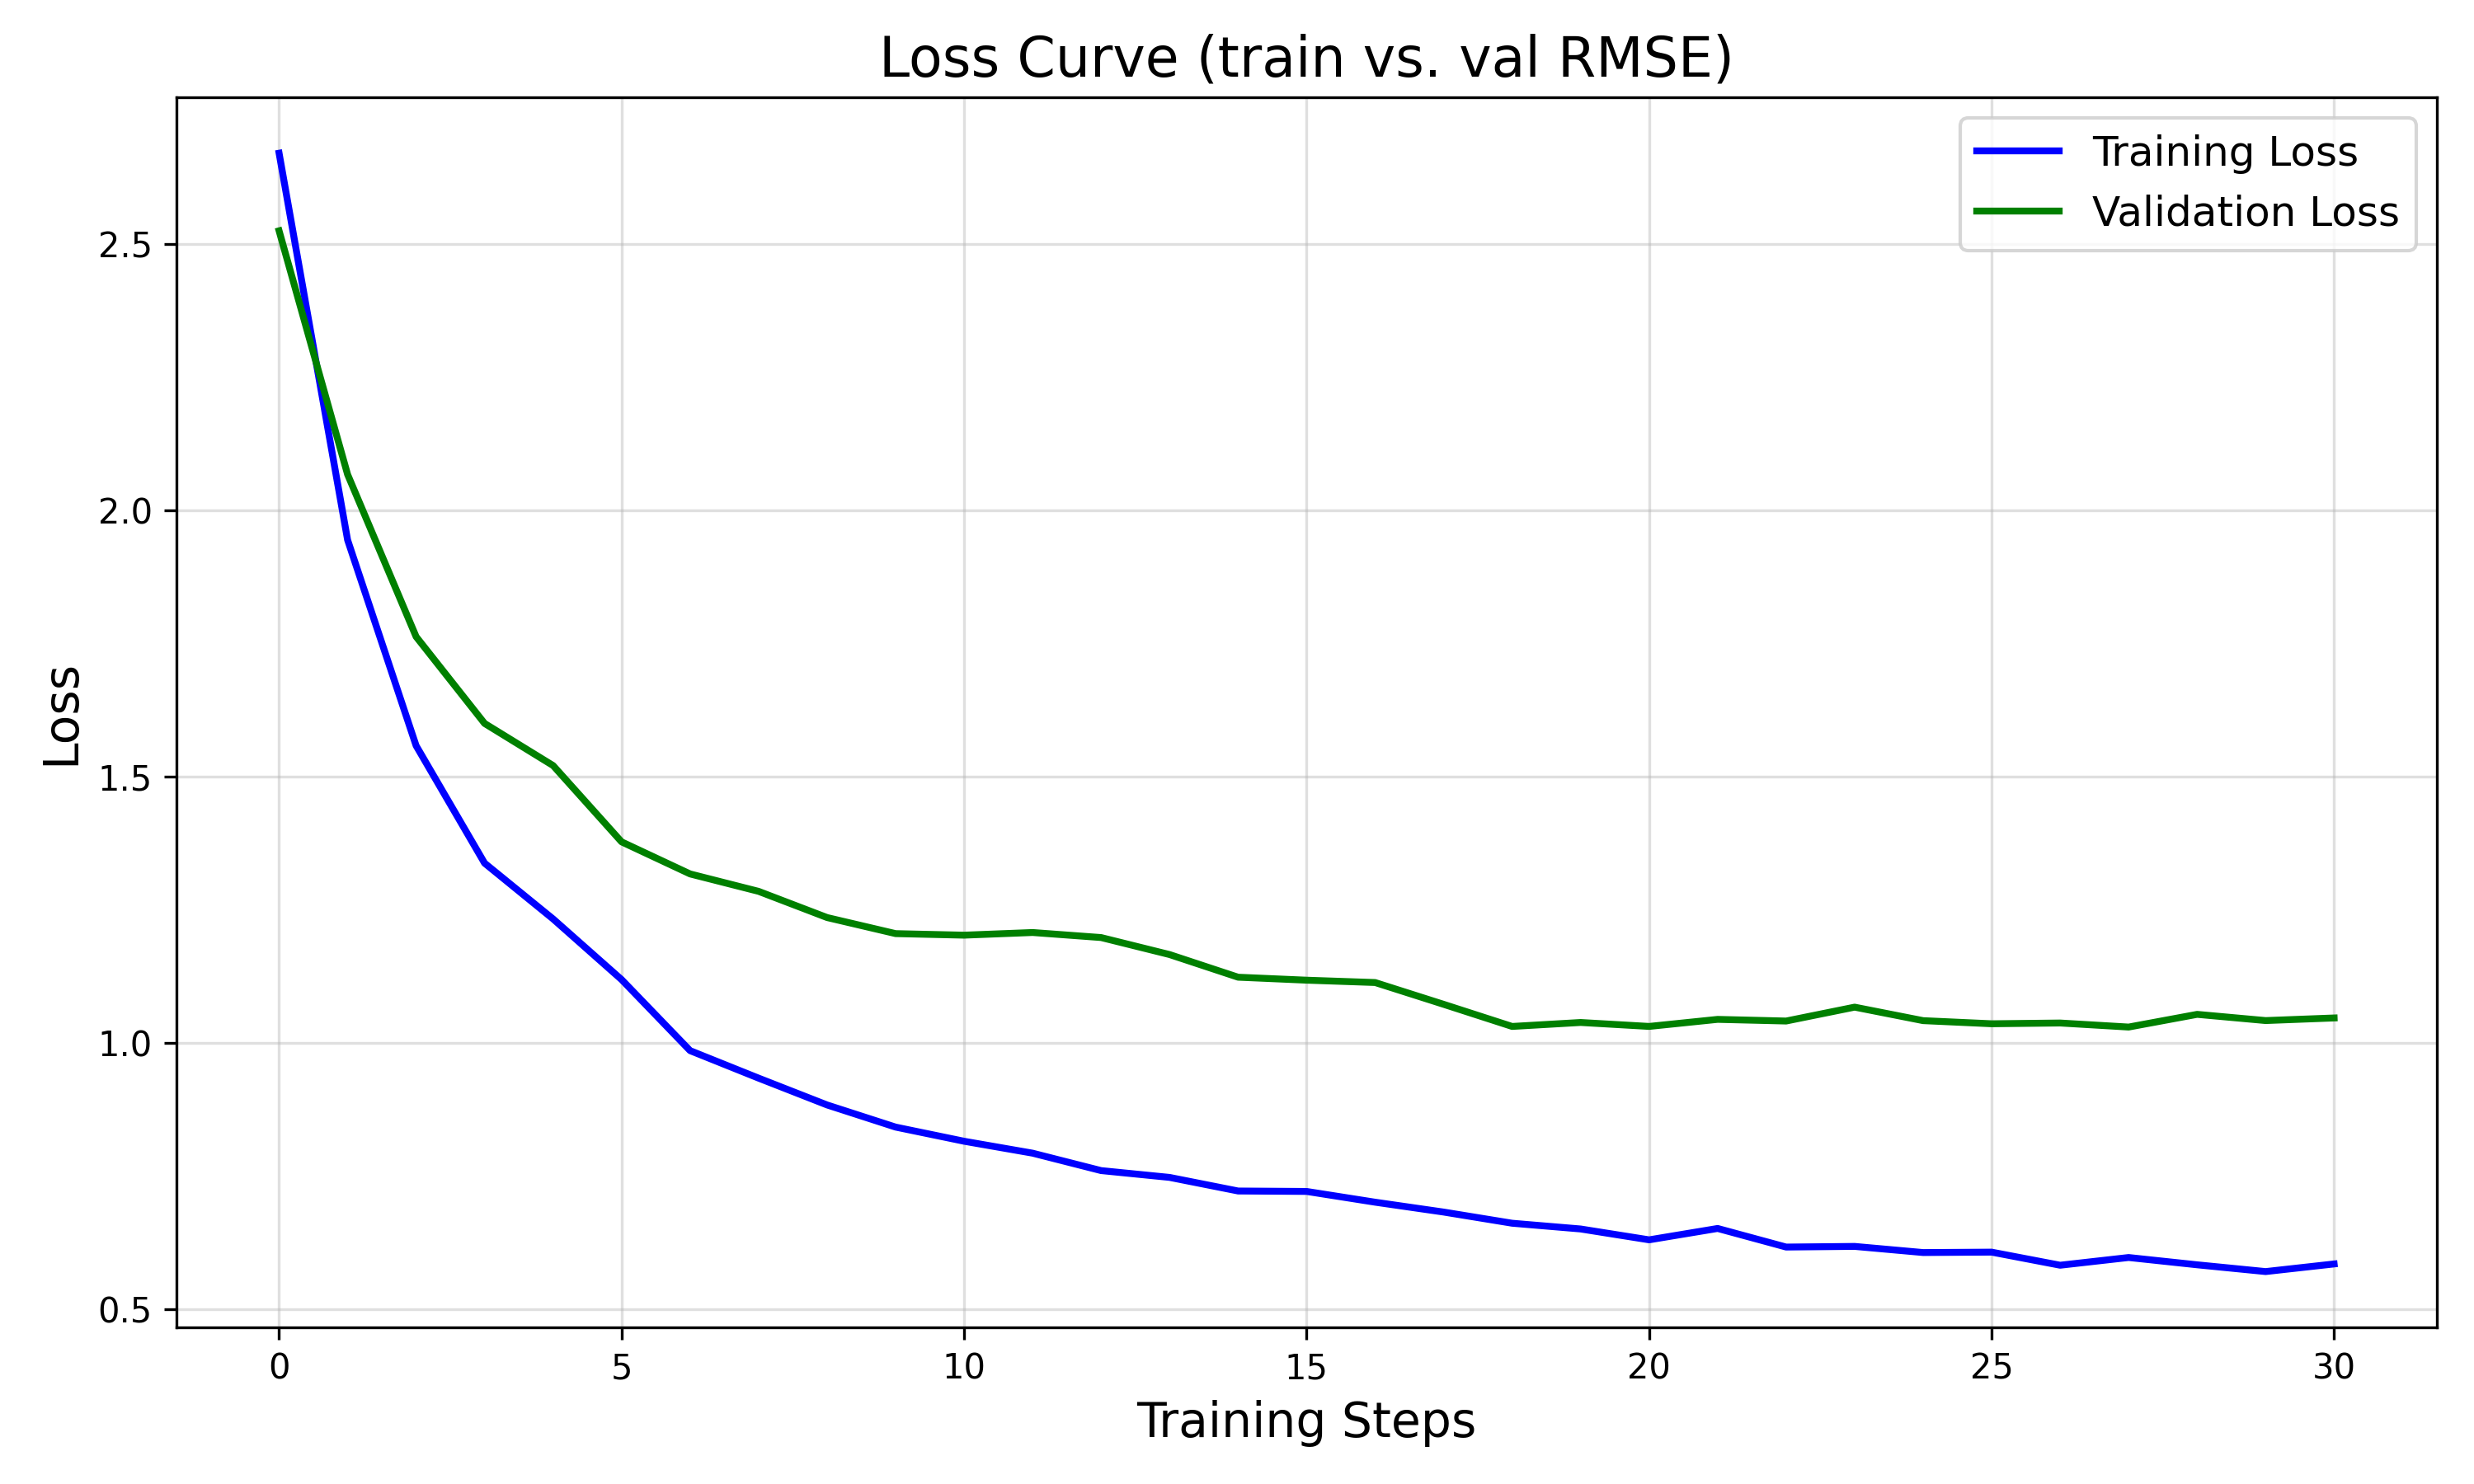 Loss Curve (train vs. val RMSE)
Training Loss
Validation Loss
Loss
2.5
2.0
1.5
1.0
0.5
0 5 10 15 20 25 30
Training Steps